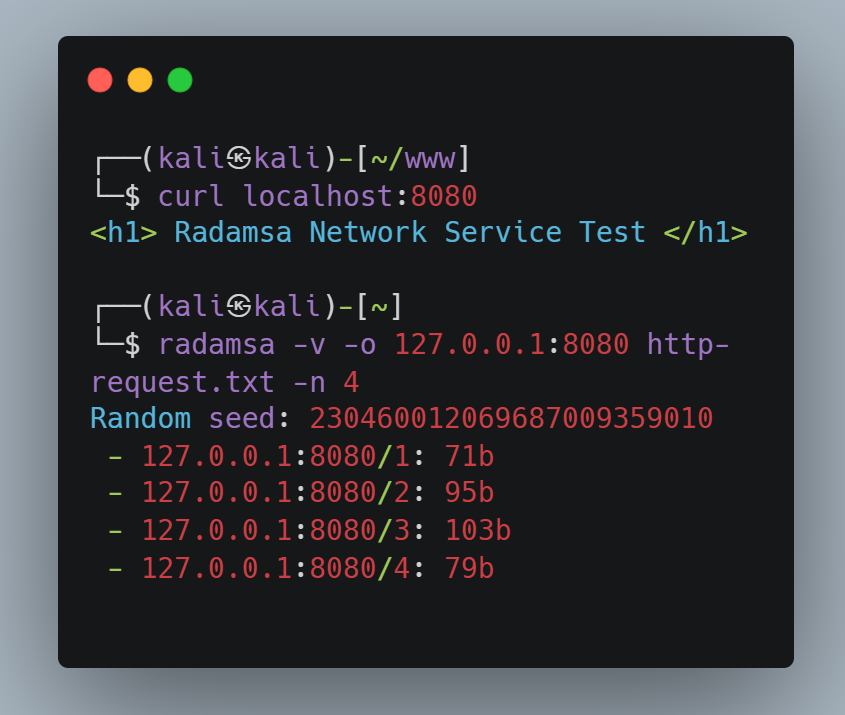 ┌──(kali㉿kali)-[~/www]
└─$ curl localhost:8080
<h1> Radamsa Network Service Test </h1>
┌──(kali㉿kali)-[~]
└─$ radamsa -v -o 127.0.0.1:8080 http-
request.txt -n 4
Random seed: 230460012069687009359010
 - 127.0.0.1:8080/1: 71b
 - 127.0.0.1:8080/2: 95b
 - 127.0.0.1:8080/3: 103b
 - 127.0.0.1:8080/4: 79b